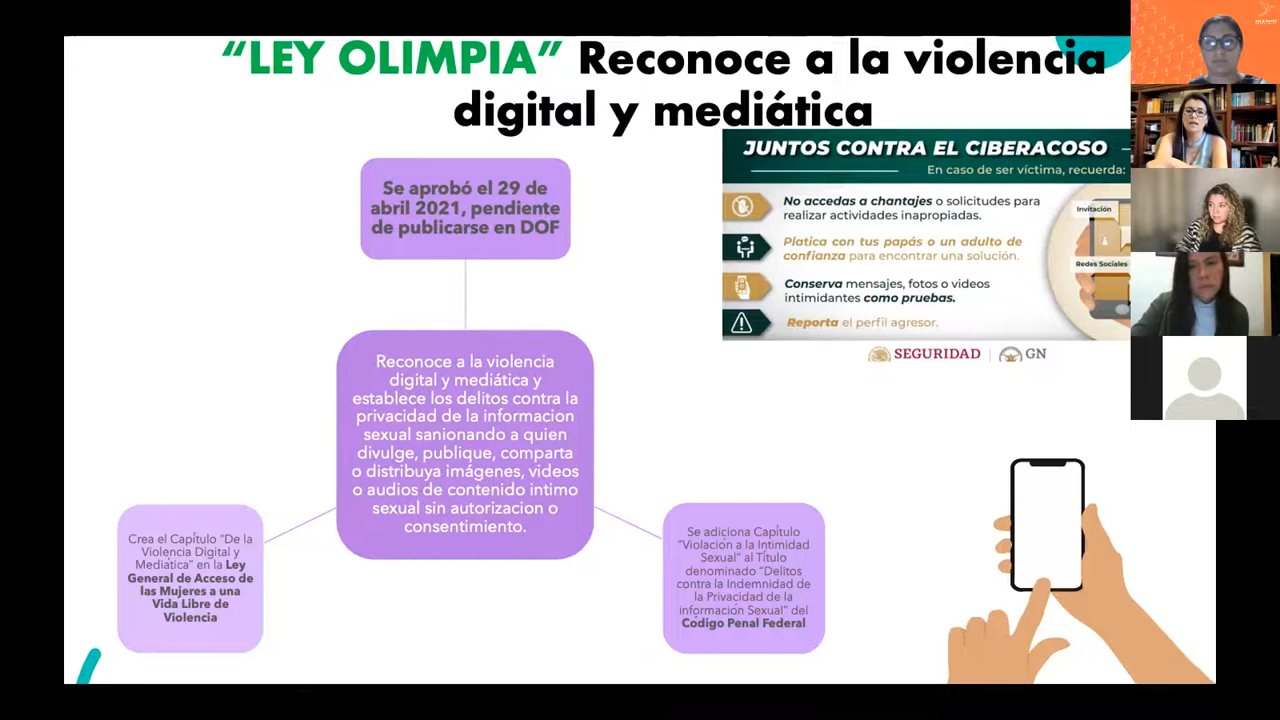 “LEY OLIMPIA” Reconoce a la violencia
digital y mediática
Se aprobó el 29 de
abril 2021, pendiente
de publicarse en DOF
JUNTOS CONTRA EL CIBERACOSO
En caso de ser víctima, recuerda:
No accedas a chantajes o solicitudes para
realizar actividades inapropiadas.
Platica con tus papás o un adulto de
confianza para encontrar una solución.
Conserva mensajes, fotos o videos
intimidantes como pruebas.
Reporta el perfil agresor.
Invitación
Redes Sociales
SEGURIDAD
GN
Reconoce a la violencia
digital y mediática y
establece los delitos contra la
privacidad de la informacion
sexual sanionando a quien
divulge, publique, comparta
o distribuya imágenes, videos
o audios de contenido intimo
sexual sin autorizacion o
consentimiento.
Crea el Capítulo “De la
Violencia Digital y
Mediática” en la Ley
General de Acceso de
las Mujeres a una
Vida Libre de
Violencia
Se adiciona Capítulo
“Violación a la Intimidad
Sexual” al Título
denominado “Delitos
contra la Indemnidad de
la Privacidad de la
información Sexual” del
Código Penal Federal